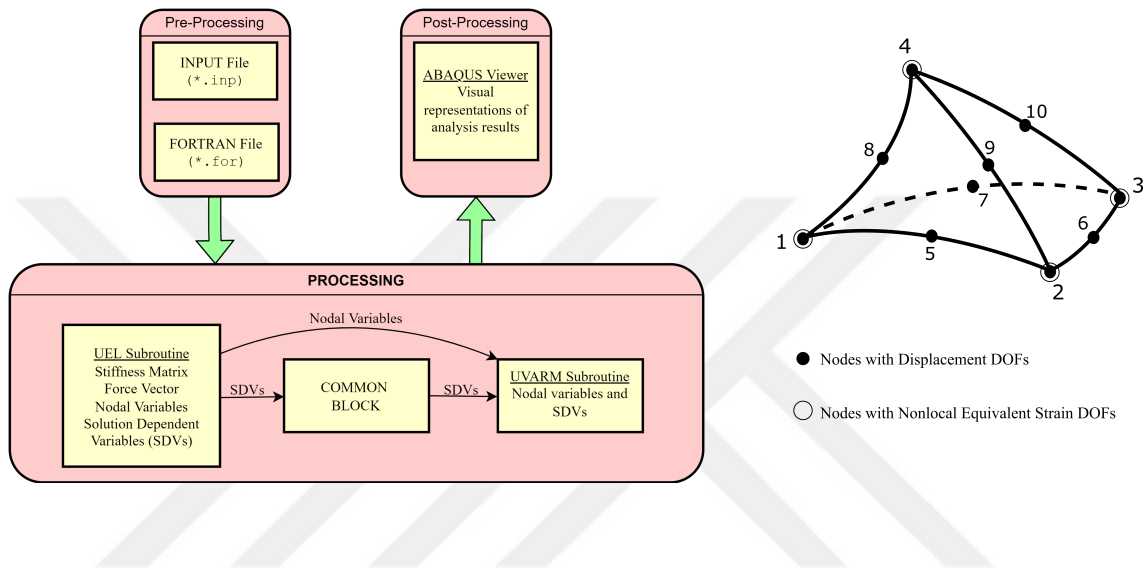 Pre-Processing
INPUT File
(*.inp)
FORTRAN File
(*.for)
Post-Processing
ABAQUS Viewer
Visual
representations of
analysis results
PROCESSING
UEL Subroutine
Stiffness Matrix
Force Vector
Nodal Variables
Solution Dependent
Variables (SDVs)
Nodal Variables
SDVs
COMMON
BLOCK
SDVs
UVARM Subroutine
Nodal variables and
SDVs
4
10
8
9
7
3
6
1
5
2
Nodes with Displacement DOFs
Nodes with Nonlocal Equivalent Strain DOFs